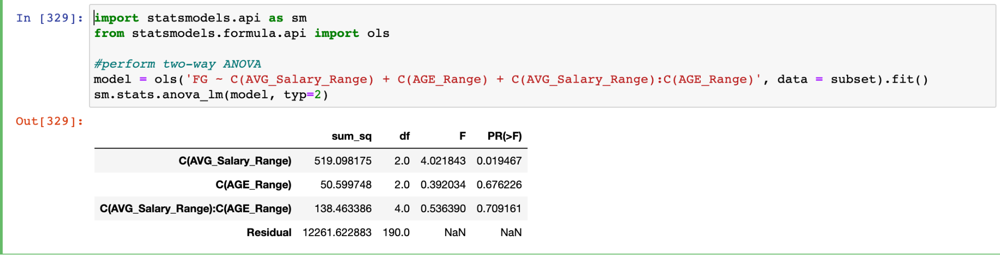 In [329]: import statsmodels.api as sm
from statsmodels.formula.api import ols
#perform two-way ANOVA
model = ols('FG ~ C(AVG_Salary_Range) + C(AGE_Range) + C(AVG_Salary_Range):C(AGE_Range)', data = subset).fit()
sm.stats.anova_lm(model, typ=2)
Out[329]:
sum_sq df F PR(>F)
C(AVG_Salary_Range) 519.098175 2.0 4.021843 0.019467
C(AGE_Range) 50.599748 2.0 0.392034 0.676226
C(AVG_Salary_Range):C(AGE_Range) 138.463386 4.0 0.536390 0.709161
Residual 12261.622883 190.0 NaN NaN